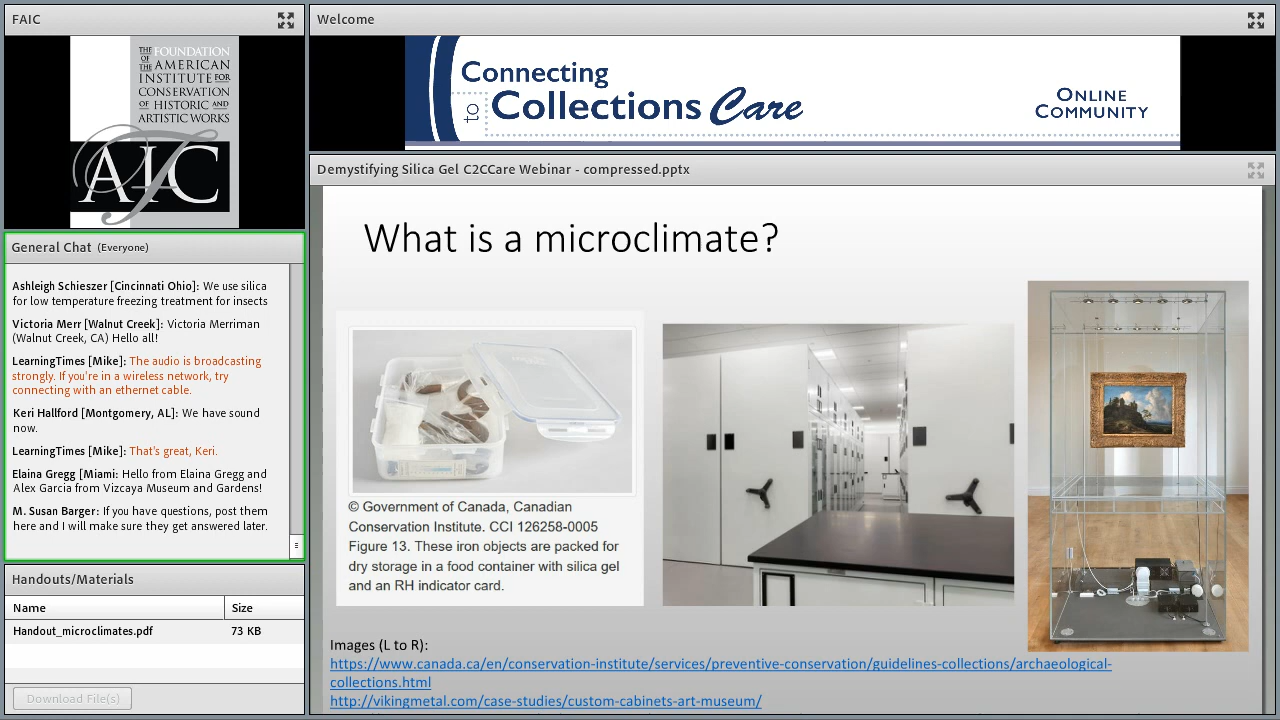 FAIC
THE FOUNDATION
OF THE AMERICAN
INSTITUTE FOR
CONSERVATION
OF HISTORIC AND
ARTISTIC WORKS
AIC
General Chat (Everyone)
Ashleigh Schieszer [Cincinnati Ohio]: We use silica
for low temperature freezing treatment for insects
Victoria Merr [Walnut Creek]: Victoria Merriman
(Walnut Creek, CA) Hello all!
LearningTimes [Mike]: The audio is broadcasting
strongly. If you're in a wireless network, try
connecting with an ethernet cable.
Keri Hallford [Montgomery, AL]: We have sound
now.
LearningTimes [Mike]: That's great, Keri.
Elaina Gregg [Miami: Hello from Elaina Gregg and
Alex Garcia from Vizcaya Museum and Gardens!
M. Susan Barger: If you have questions, post them
here and I will make sure they get answered later.
Handouts/Materials
Name Size
Handout_microclimates.pdf 73 KB
Download File(s)
Welcome
Connecting
to Collections Care
ONLINE
COMMUNITY
Demystifying Silica Gel C2CCare Webinar - compressed.pptx
What is a microclimate?
© Government of Canada, Canadian
Conservation Institute. CCI 126258-0005
Figure 13. These iron objects are packed for
dry storage in a food container with silica gel
and an RH indicator card.
Images (L to R):
https://www.canada.ca/en/conservation-institute/services/preventive-conservation/guidelines-collections/archaeological-
collections.html
http://vikingmetal.com/case-studies/custom-cabinets-art-museum/